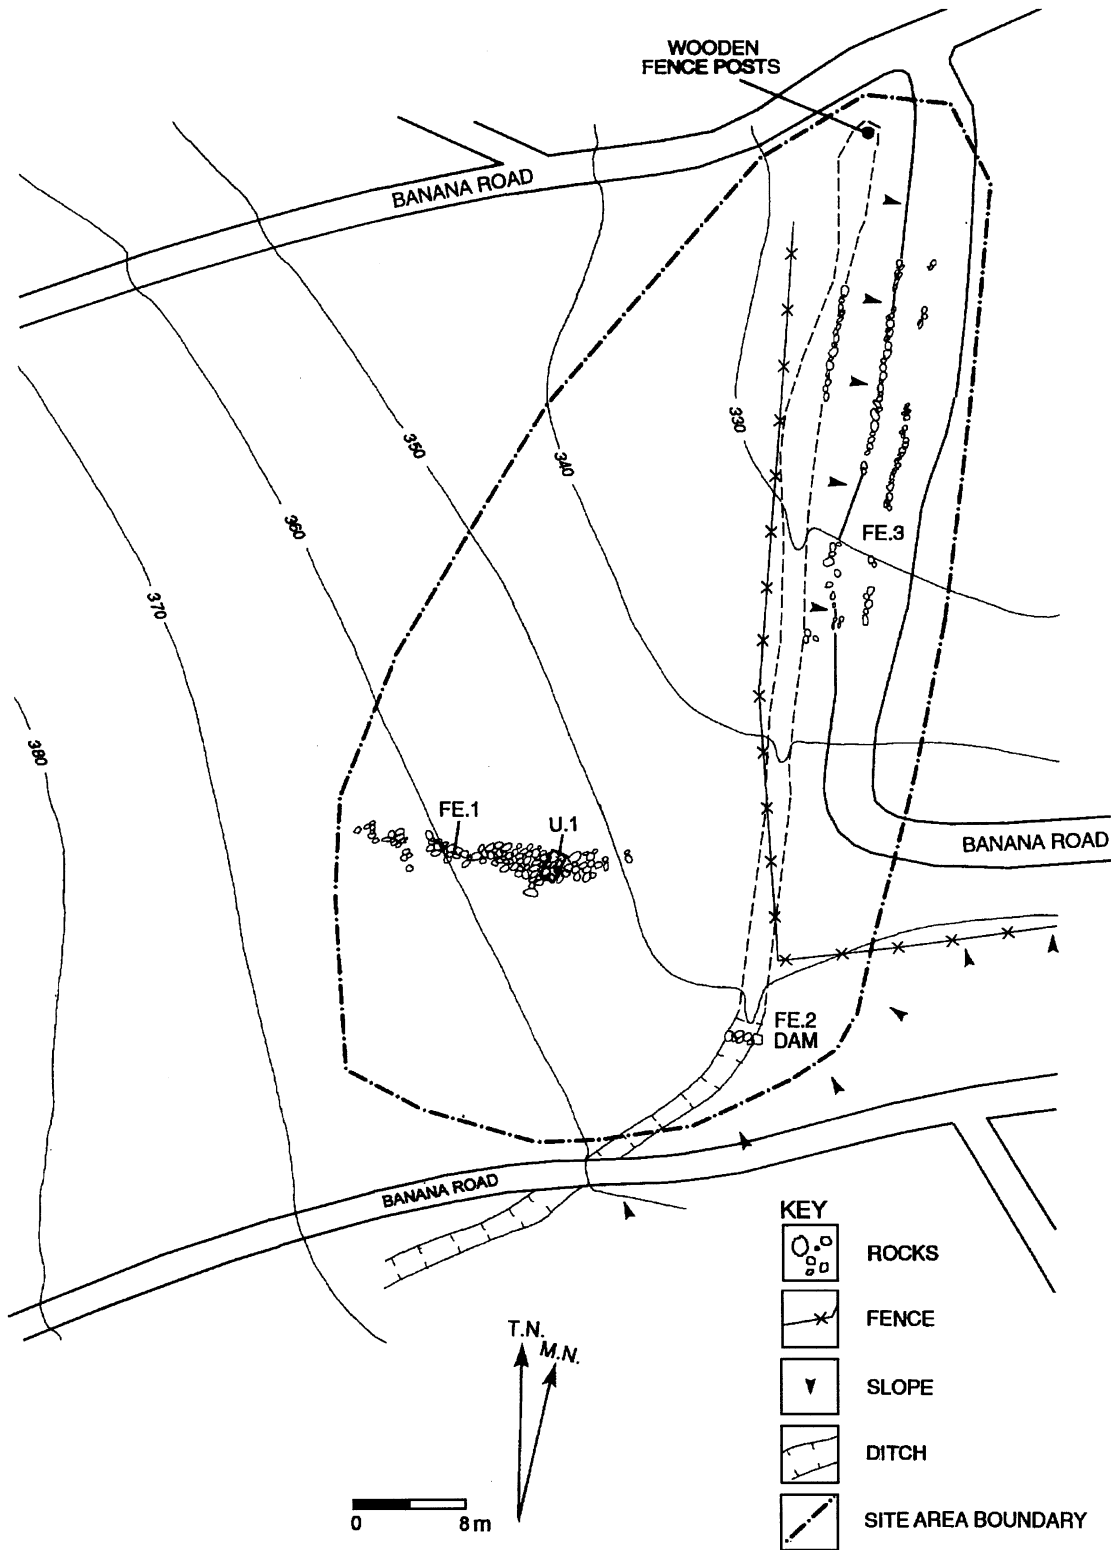 WOODEN
FENCE POSTS
BANANA ROAD
330
350
340
360
FE.3
370
380
FE.1
U.1
BANANA ROAD
FE.2
DAM
BANANA ROAD
KEY
ROCKS
FENCE
T.N.
M.N.
SLOPE
DITCH
0 8 m
SITE AREA BOUNDARY